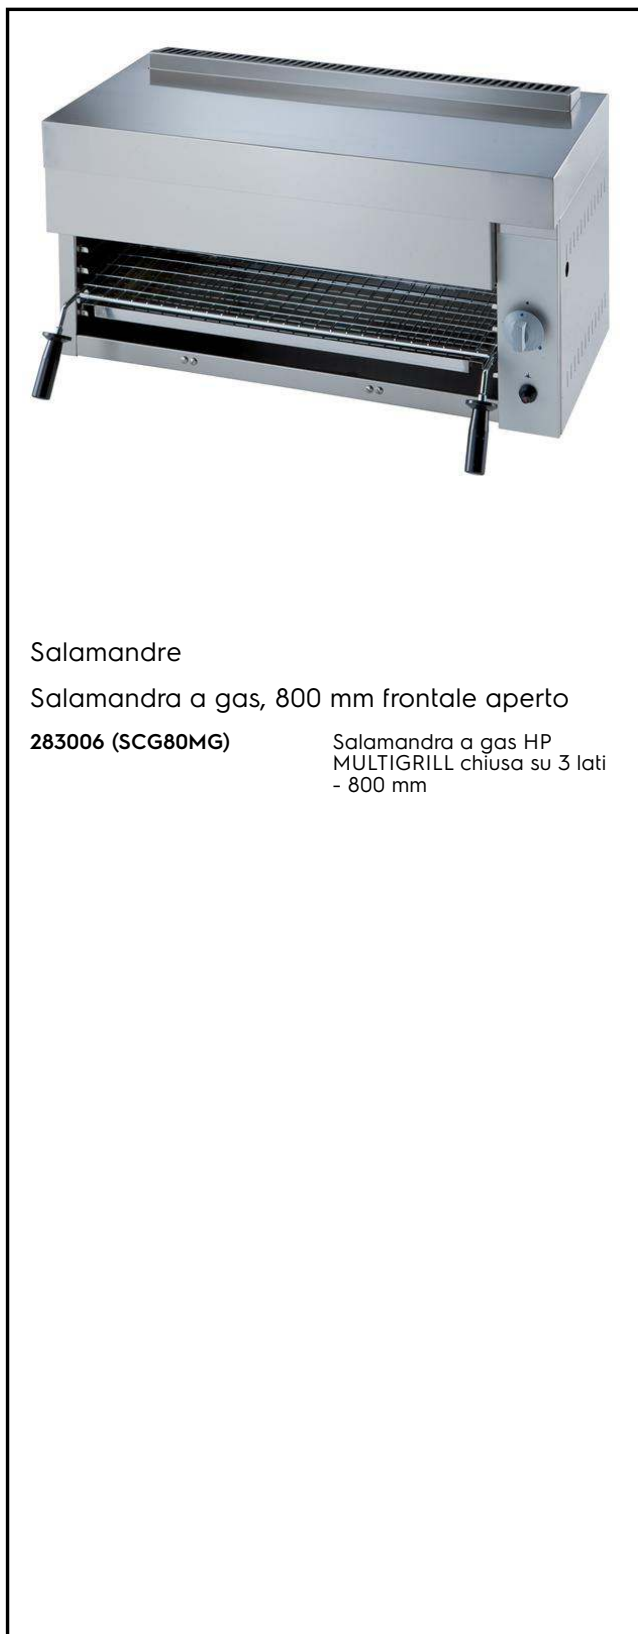 Salamandre
Salamandra a gas, 800 mm frontale aperto
283006 (SCG80MG)
Salamandra a gas HP
MULTIGRILL chiusa su 3 lati
- 800 mm